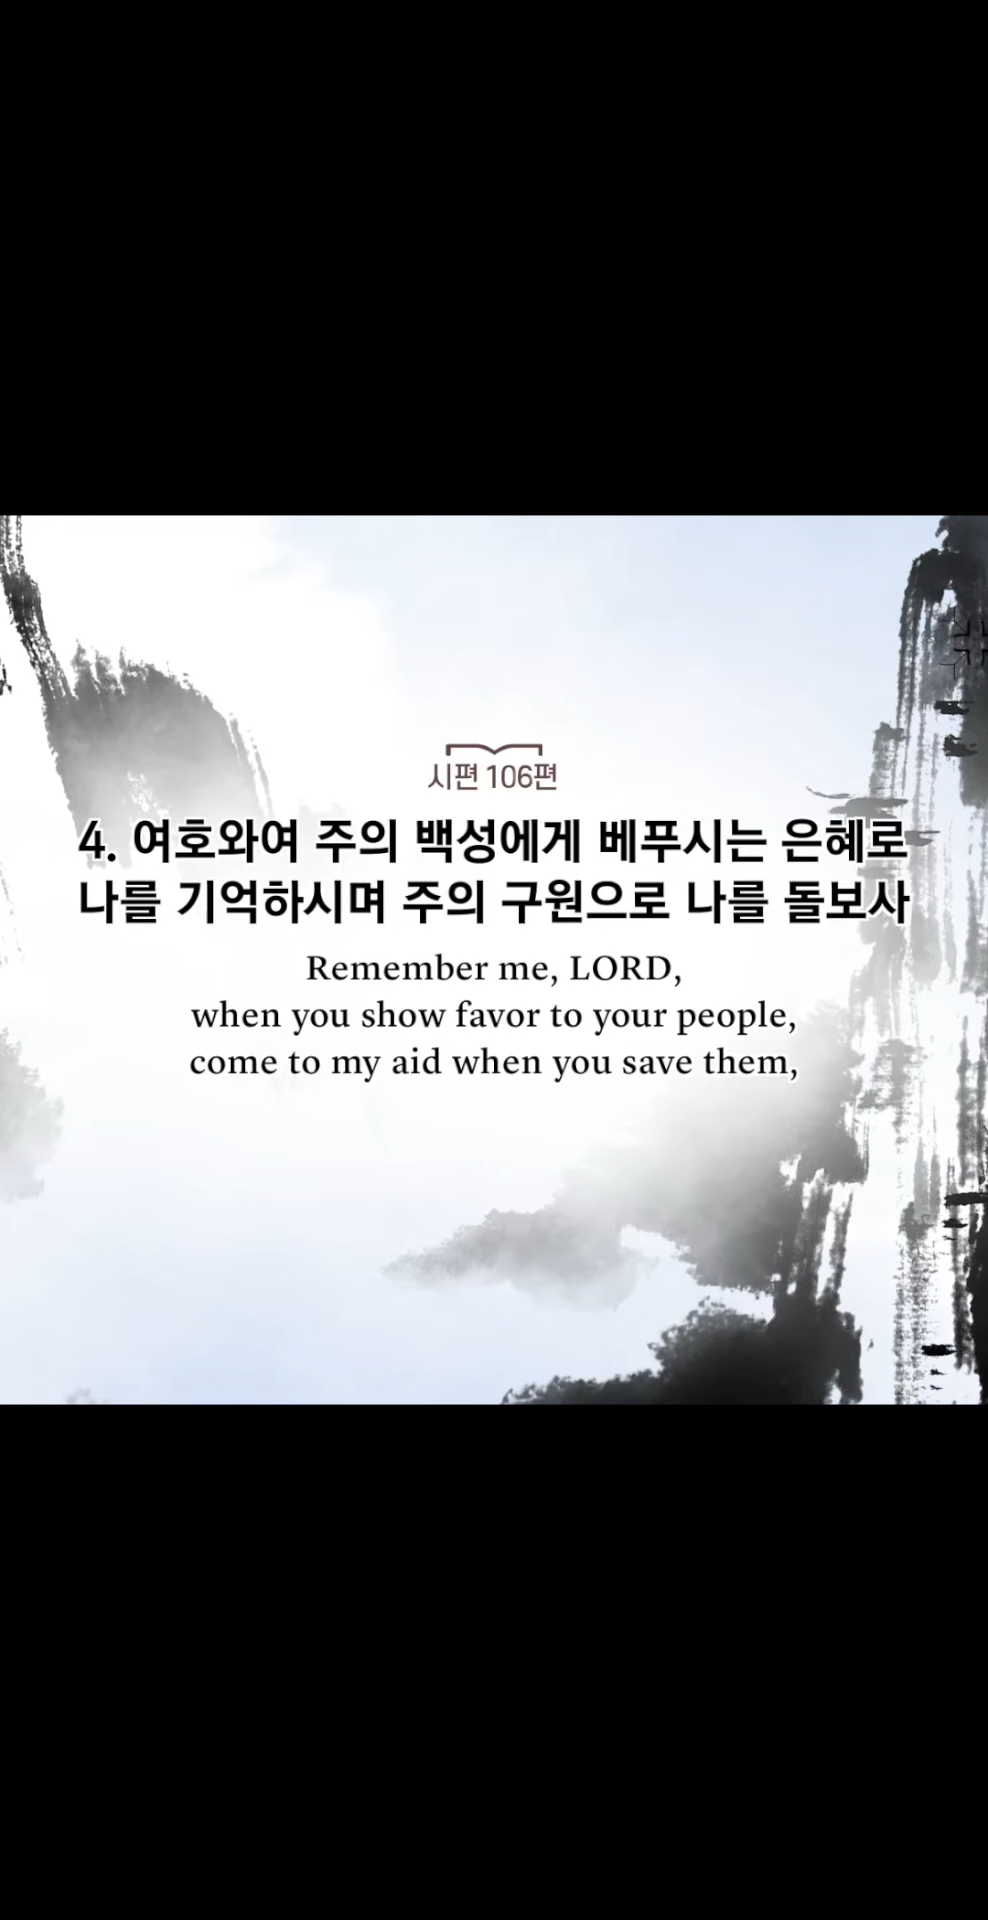 시편 106편
4. 여호와여 주의 백성에게 베푸시는 은혜로
나를 기억하시며 주의 구원으로 나를 돌보사
Remember me, LORD,
when you show favor to your people,
come to my aid when you save them,